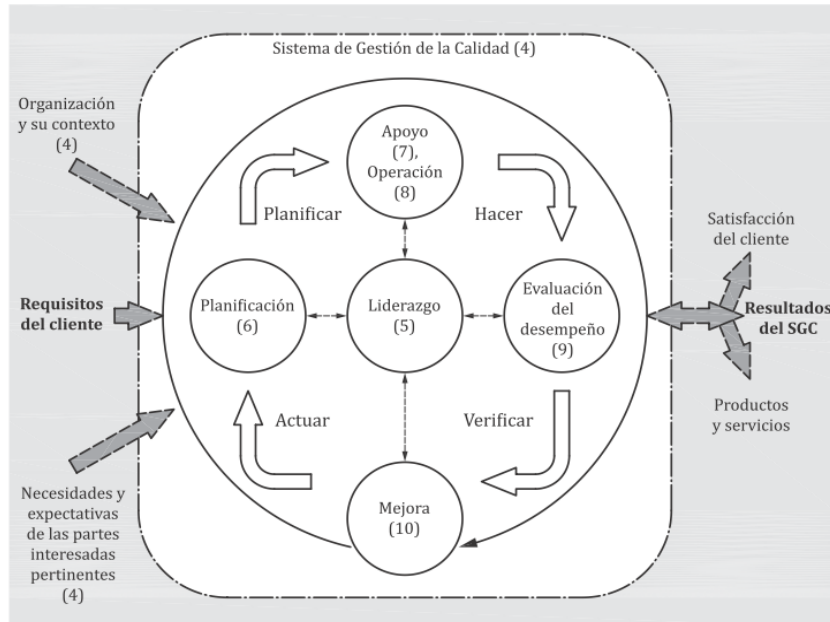 Sistema de Gestión de la Calidad (4)
Organización
y su contexto
(4)
Apoyo
(7),
Operación
(8)
Planificar
Hacer
Satisfacción
del cliente
Requisitos
del cliente
Planificación
(6)
Liderazgo
(5)
Evaluación
del
desempeño
(9)
Resultados
del SGC
Actuar
Verificar
Productos
y servicios
Necesidades y
expectativas
de las partes
interesadas
pertinentes
(4)
Mejora
(10)